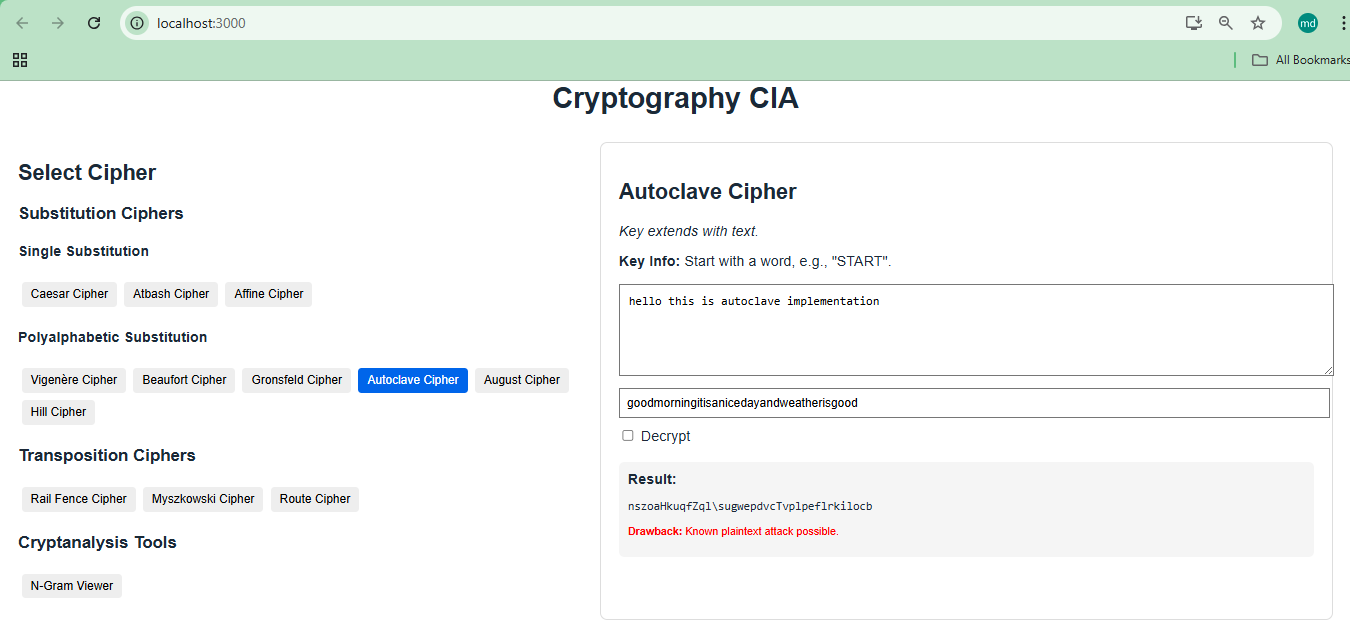 localhost:3000
md
All Bookmarks
Cryptography CIA
Select Cipher
Substitution Ciphers
Single Substitution
Caesar Cipher Atbash Cipher Affine Cipher
Polyalphabetic Substitution
Vigenère Cipher Beaufort Cipher Gronsfeld Cipher Autoclave Cipher August Cipher
Hill Cipher
Transposition Ciphers
Rail Fence Cipher Myszkowski Cipher Route Cipher
Cryptanalysis Tools
N-Gram Viewer
Autoclave Cipher
Key extends with text.
Key Info: Start with a word, e.g., "START".
hello this is autoclave implementation
goodmorningitisanicedayandweatherisgood
Decrypt
Result:
nszoaHkuqfZql\sugwepdvcTvplpeflrkilocb
Drawback: Known plaintext attack possible.